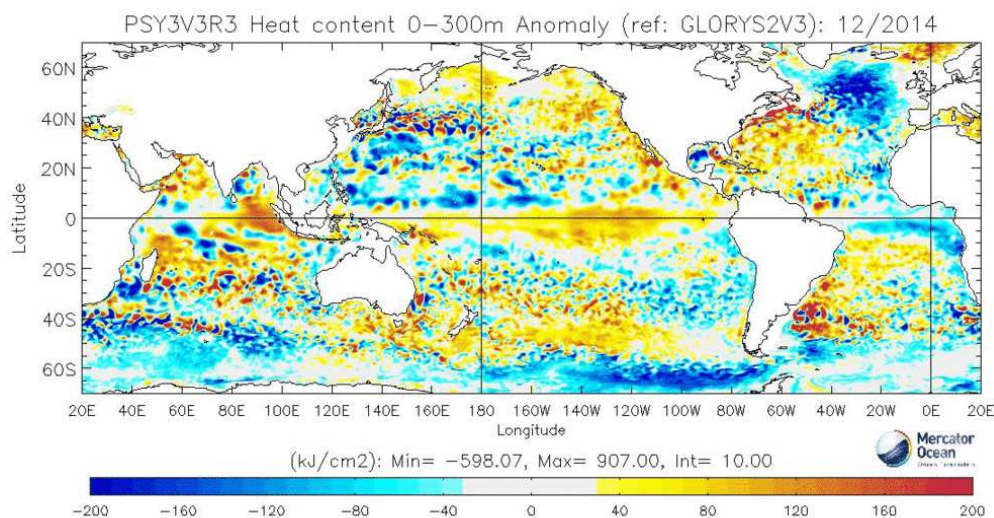 PSY3V3R3 Heat content 0-300m Anomaly (ref: GLORYS2V3): 12/2014
60N
40N
20N
0
20S
40S
60S
Latitude
20E 40E 60E 80E 100E 120E 140E 160E 180 160W 140W 120W 100W 80W 60W 40W 20W 0E 20E
Longitude
(kJ/cm2): Min= -598.07, Max= 907.00, Int= 10.00
Mercator
Ocean
Ocean Forecasters
-200 -160 -120 -80 -40 0 40 80 120 160 200